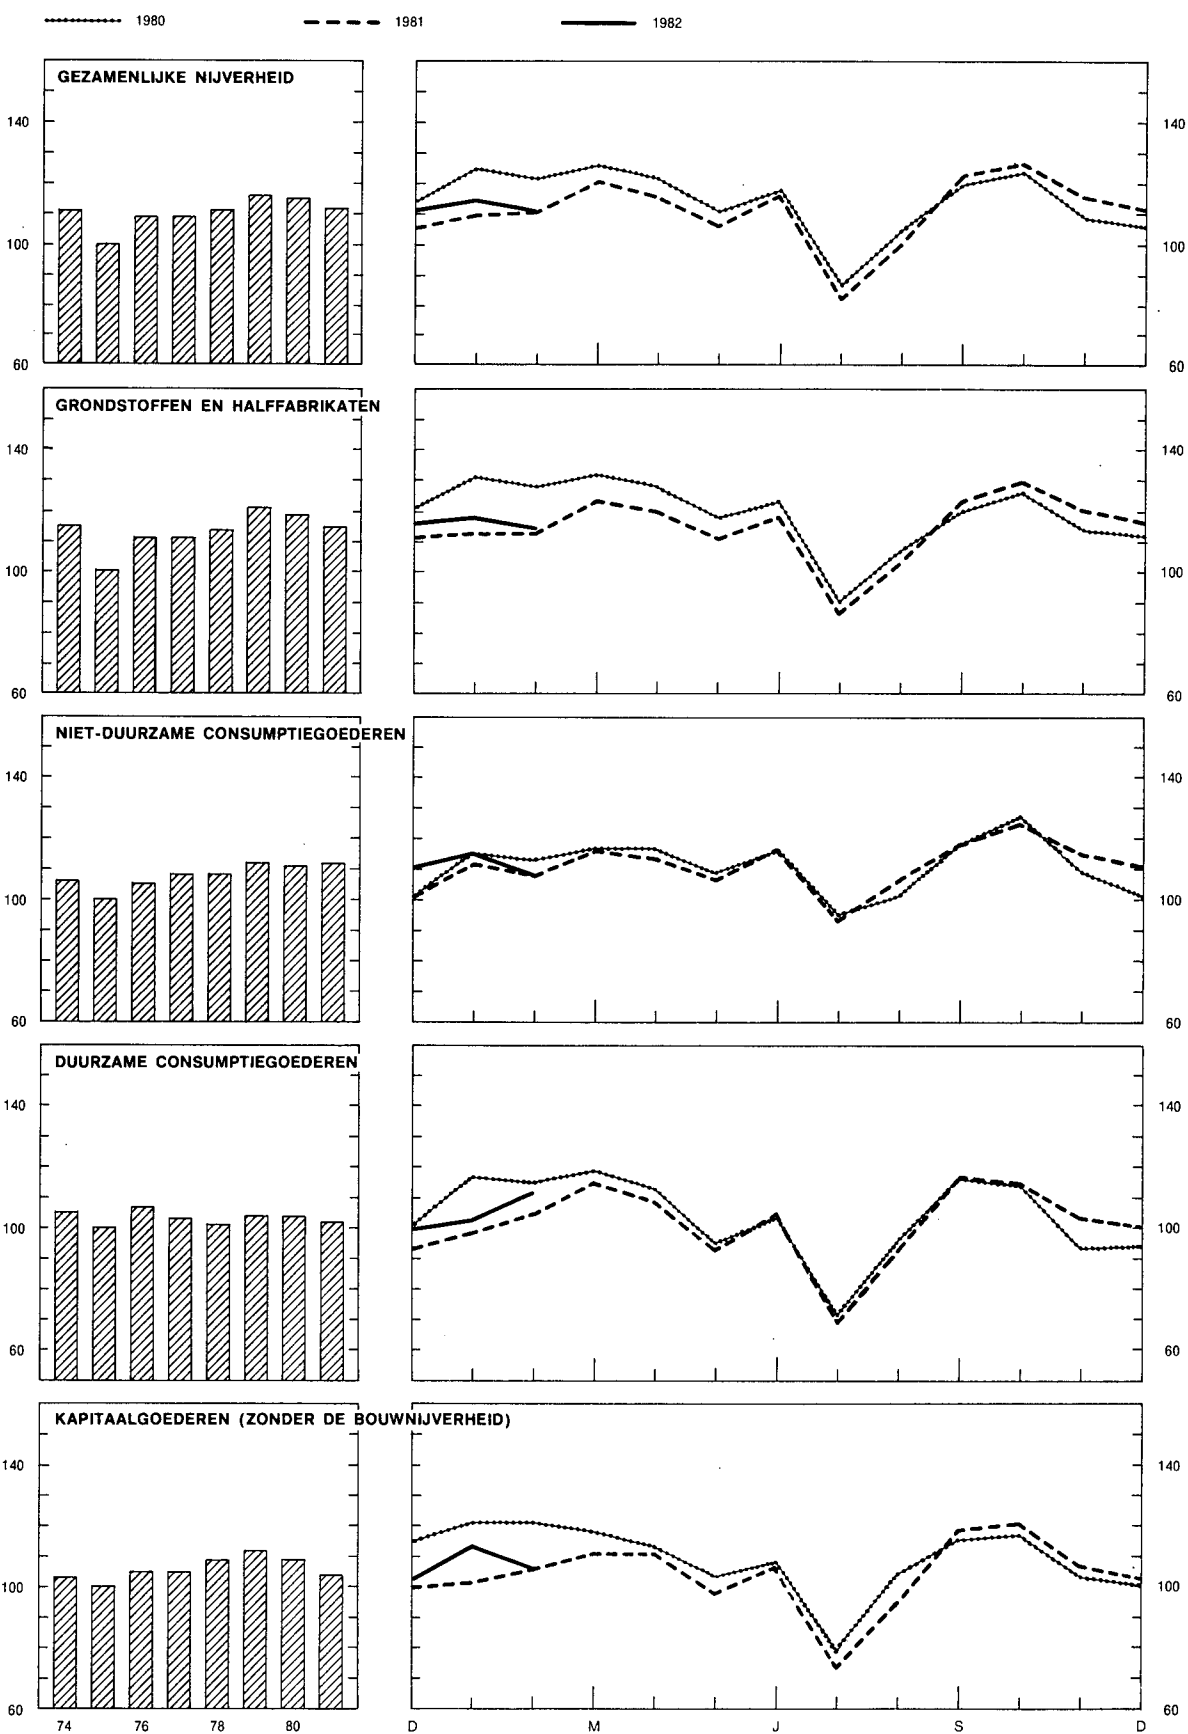 1980 1981 1982
GEZAMENLIJKE NIJVERHEID
140 140
100 100
60 60
GRONDSTOFFEN EN HALFFABRIKATEN
140 140
100 100
60 60
NIET-DUURZAME CONSUMPTIEGOEDEREN
140 140
100 100
60 60
DUURZAME CONSUMPTIEGOEDEREN
140 140
100 100
60 60
KAPITAALGOEDEREN (ZONDER DE BOUWNIJVERHEID)
140 140
100 100
60 60
74 76 78 80 D M J S D